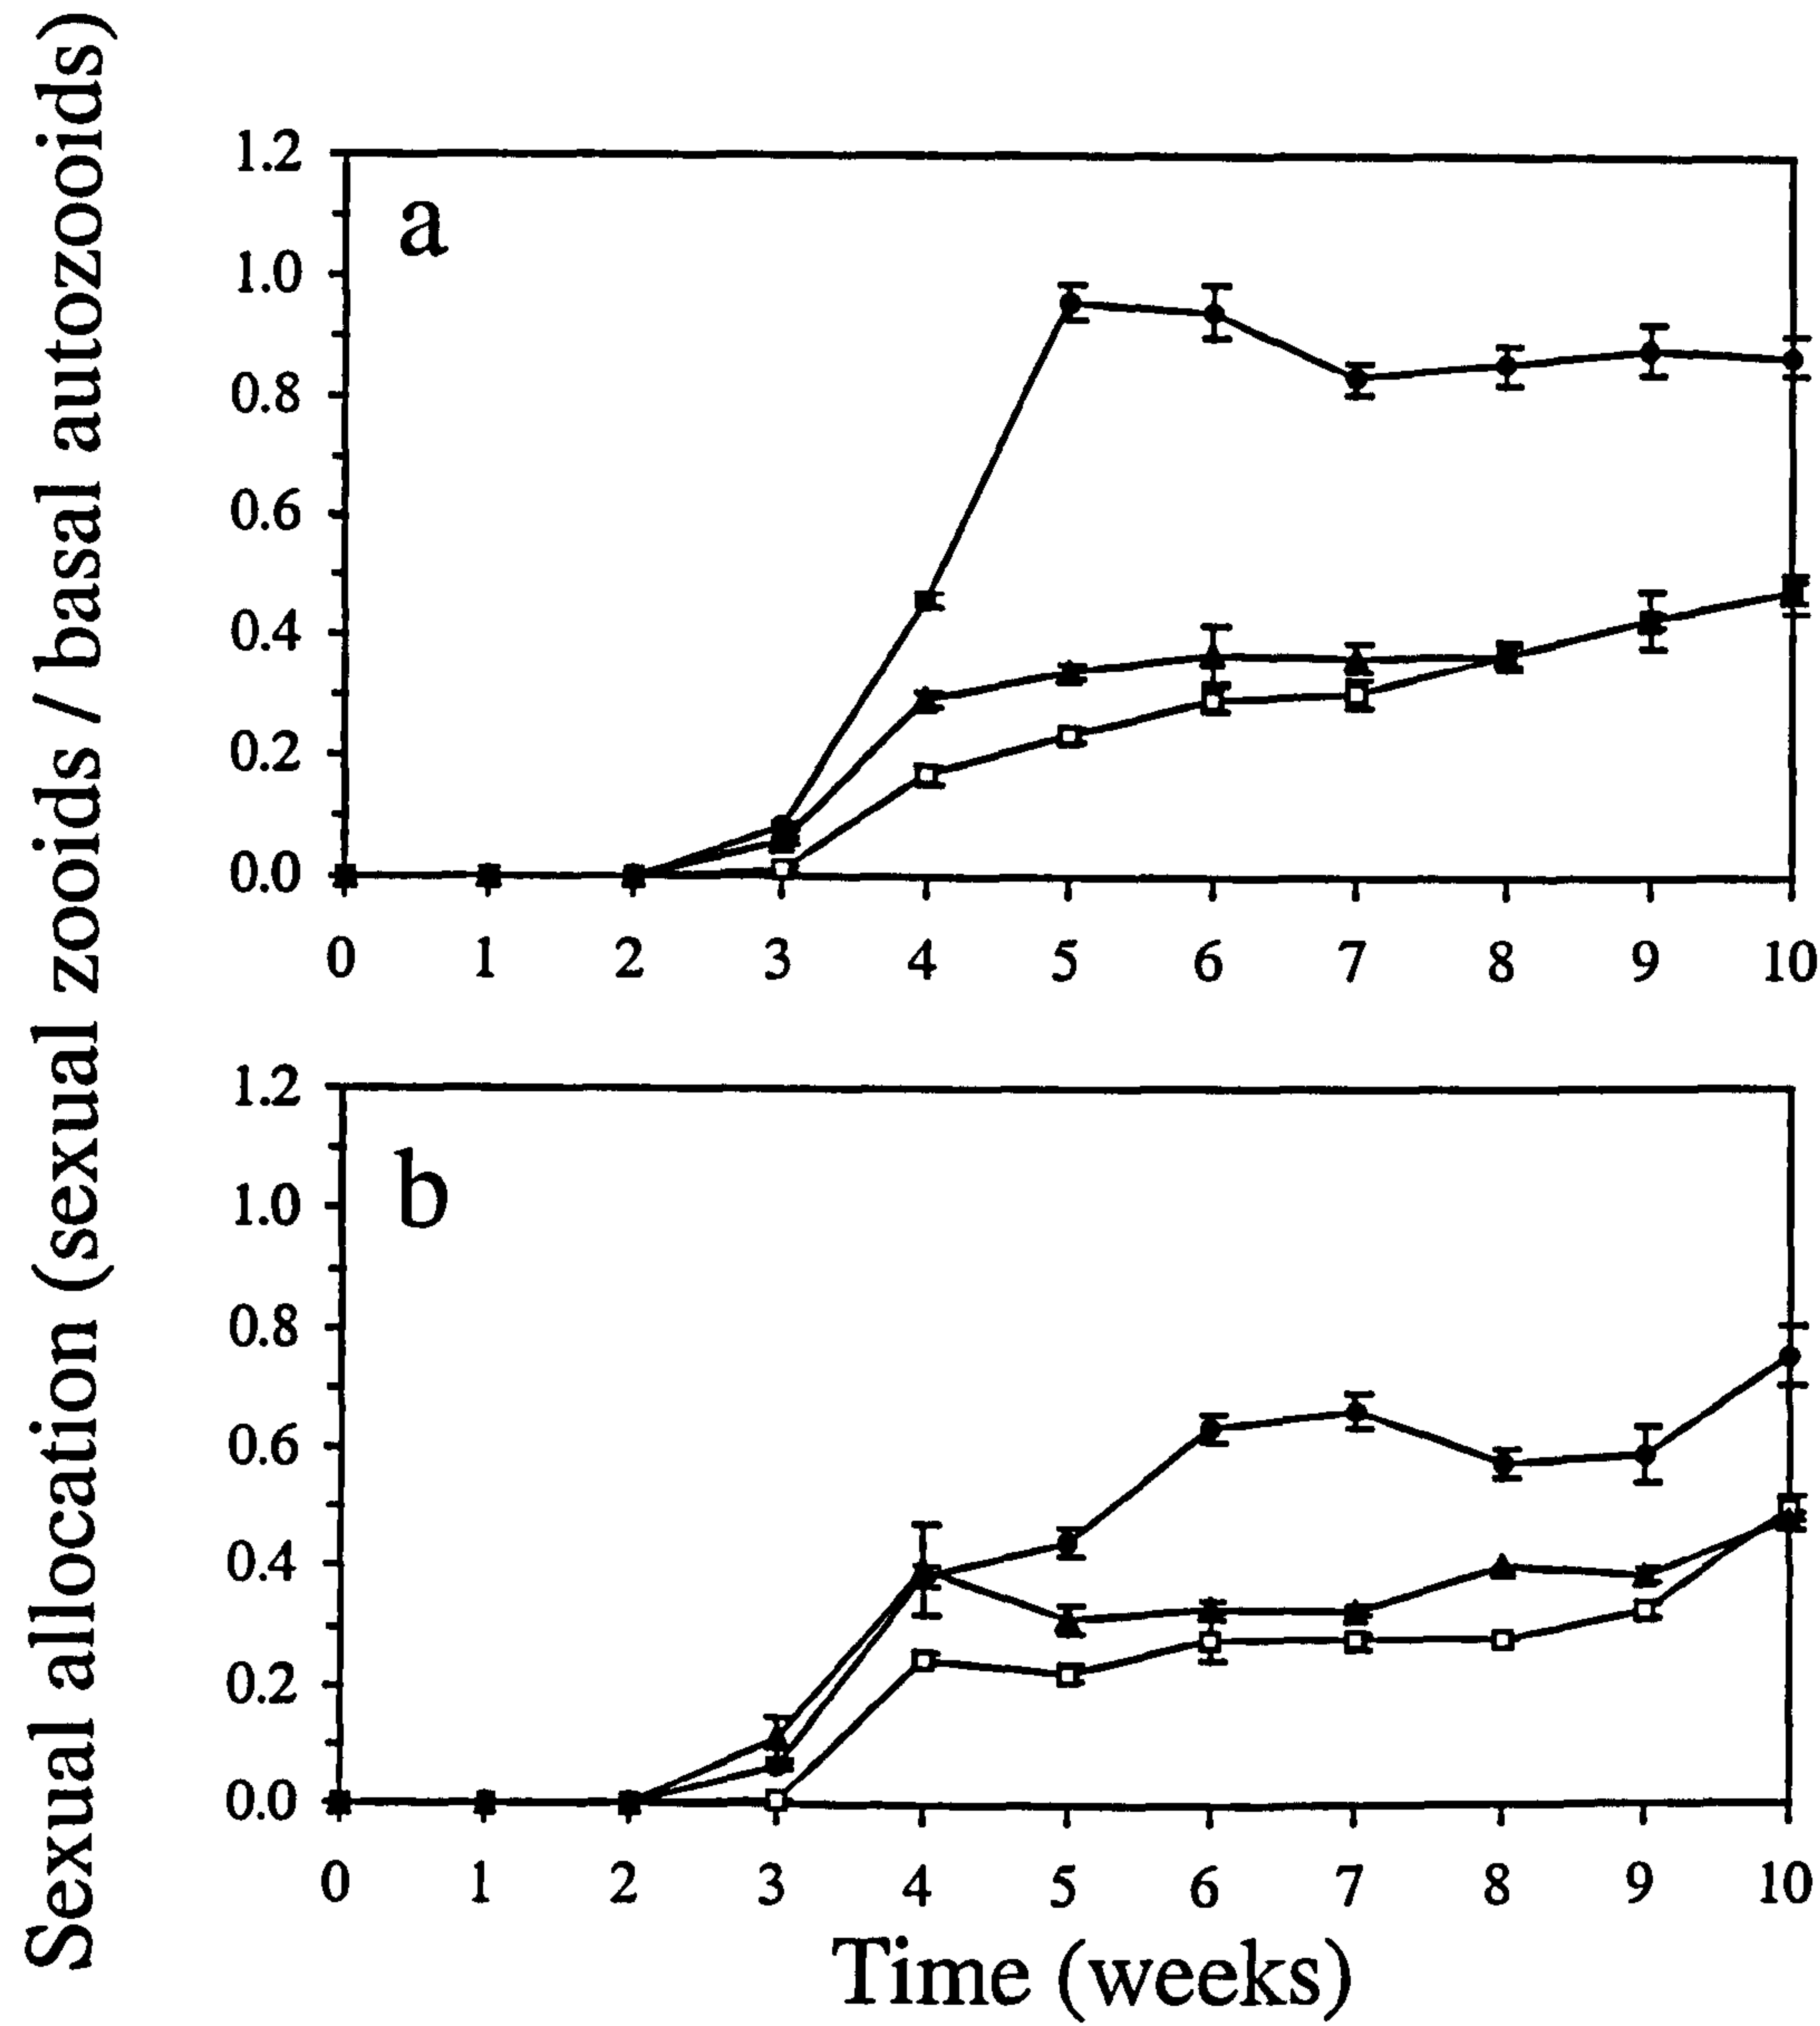 Sexual allocation (sexual zooids / basal autozooids)
1.2
a
1.0
0.8
0.6
0.4
0.2
0.0
0 1 2 3 4 5 6 7 8 9 10
1.2
b
1.0
0.8
0.6
0.4
0.2
0.0
0 1 2 3 4 5 6 7 8 9 10
Time (weeks)